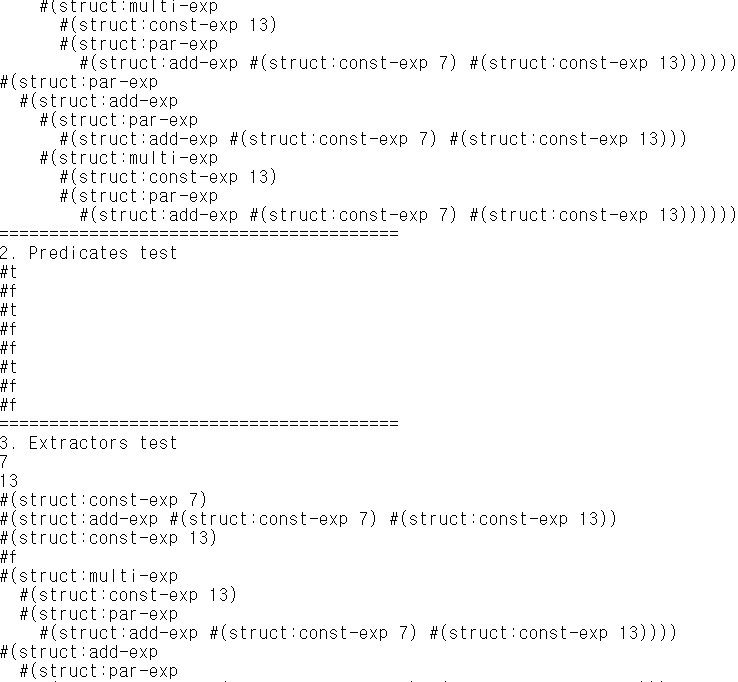 #(struct:multi-exp
#(struct:const-exp 13)
#(struct:par-exp
#(struct:add-exp #(struct:const-exp 7) #(struct:const-exp 13))))))
#(struct:par-exp
#(struct:add-exp
#(struct:par-exp
#(struct:add-exp #(struct:const-exp 7) #(struct:const-exp 13)))
#(struct:multi-exp
#(struct:const-exp 13)
#(struct:par-exp
#(struct:add-exp #(struct:const-exp 7) #(struct:const-exp 13))))))
========================================
2. Predicates test
#t
#f
#t
#f
#f
#t
#f
#f
========================================
3. Extractors test
7
13
#(struct:const-exp 7)
#(struct:add-exp #(struct:const-exp 7) #(struct:const-exp 13))
#(struct:const-exp 13)
#f
#(struct:multi-exp
#(struct:const-exp 13)
#(struct:par-exp
#(struct:add-exp #(struct:const-exp 7) #(struct:const-exp 13))))
#(struct:add-exp
#(struct:par-exp